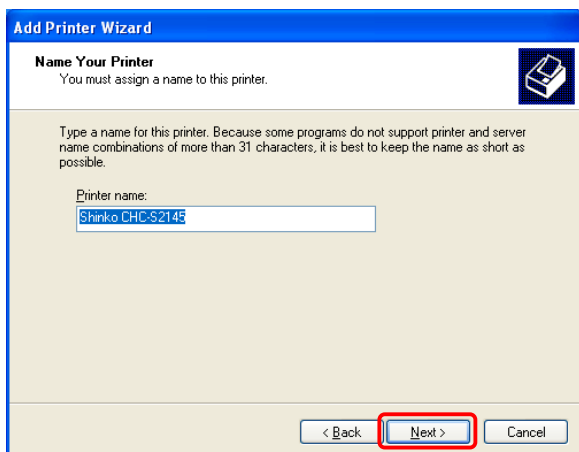 Add Printer Wizard
Name Your Printer
You must assign a name to this printer.
Type a name for this printer. Because some programs do not support printer and server
name combinations of more than 31 characters, it is best to keep the name as short as
possible.
Printer name:
Shinko CHC-S2145
< Back Next > Cancel